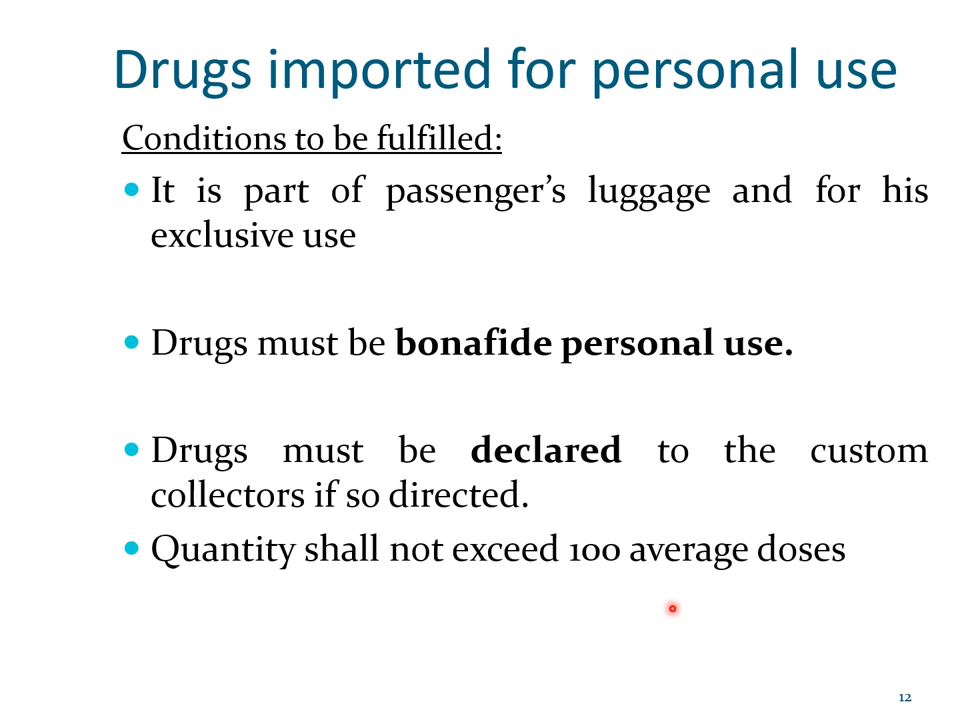 Drugs imported for personal use
Conditions to be fulfilled:
It is part of passenger’s luggage and for his
exclusive use
Drugs must be bonafide personal use.
Drugs must be declared to the custom
collectors if so directed.
Quantity shall not exceed 100 average doses
12